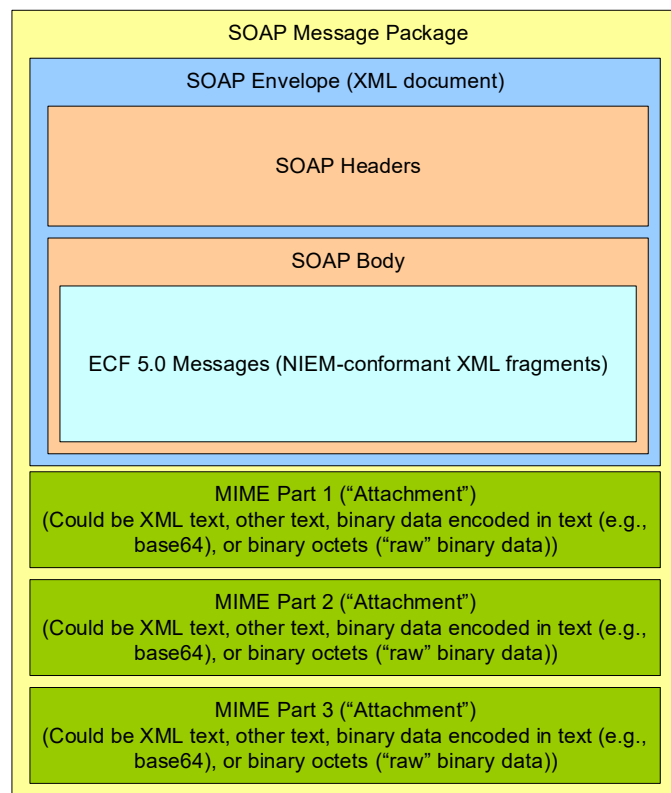 SOAP Message Package
SOAP Envelope (XML document)
SOAP Headers
SOAP Body
ECF 5.0 Messages (NIEM-conformant XML fragments)
MIME Part 1 (“Attachment”)
(Could be XML text, other text, binary data encoded in text (e.g.,
base64), or binary octets (“raw” binary data))
MIME Part 2 (“Attachment”)
(Could be XML text, other text, binary data encoded in text (e.g.,
base64), or binary octets (“raw” binary data))
MIME Part 3 (“Attachment”)
(Could be XML text, other text, binary data encoded in text (e.g.,
base64), or binary octets (“raw” binary data))